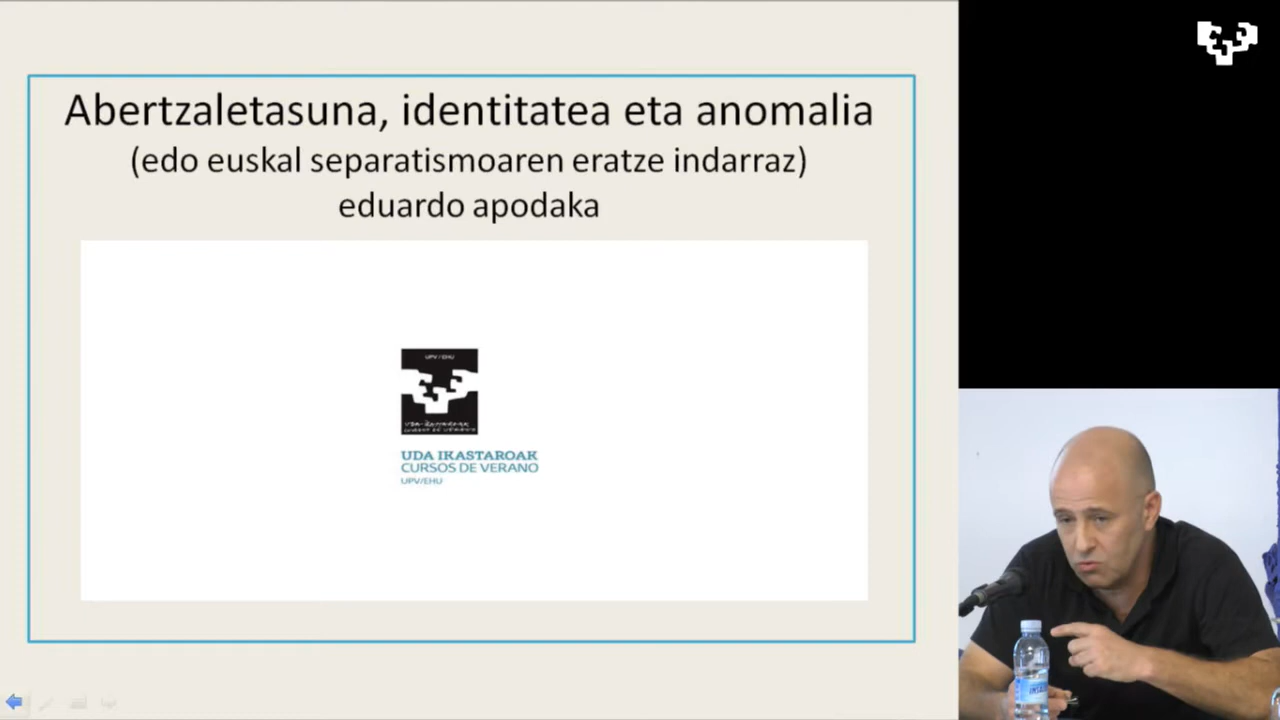 Abertzaletasuna, identitatea eta anomalia
(edo euskal separatismoaren eratze indarraz)
eduardo apodaka
UPV / EHU
UDA IKASTAROAK
CURSOS DE VERANO
UPV/EHU